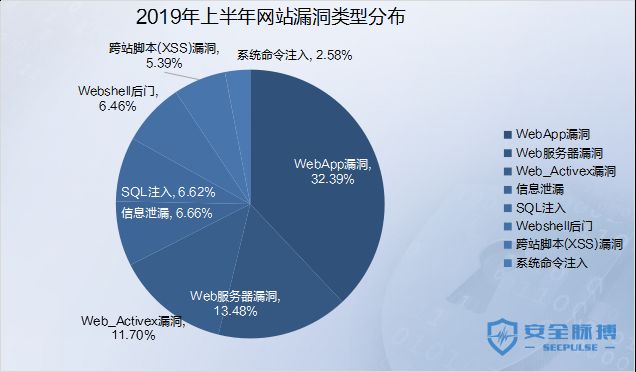 2019年上半年网站漏洞类型分布
跨站脚本(XSS)漏洞,
5.39%
系统命令注入, 2.58%
Webshell后门,
6.46%
WebApp漏洞,
32.39%
SQL注入, 6.62%
信息泄漏, 6.66%
Web服务器漏洞,
13.48%
Web_Activex漏洞,
11.70%
WebApp漏洞
Web服务器漏洞
Web_Activex漏洞
信息泄漏
SQL注入
Webshell后门
跨站脚本(XSS)漏洞
系统命令注入
安全脉搏
SECPULSE